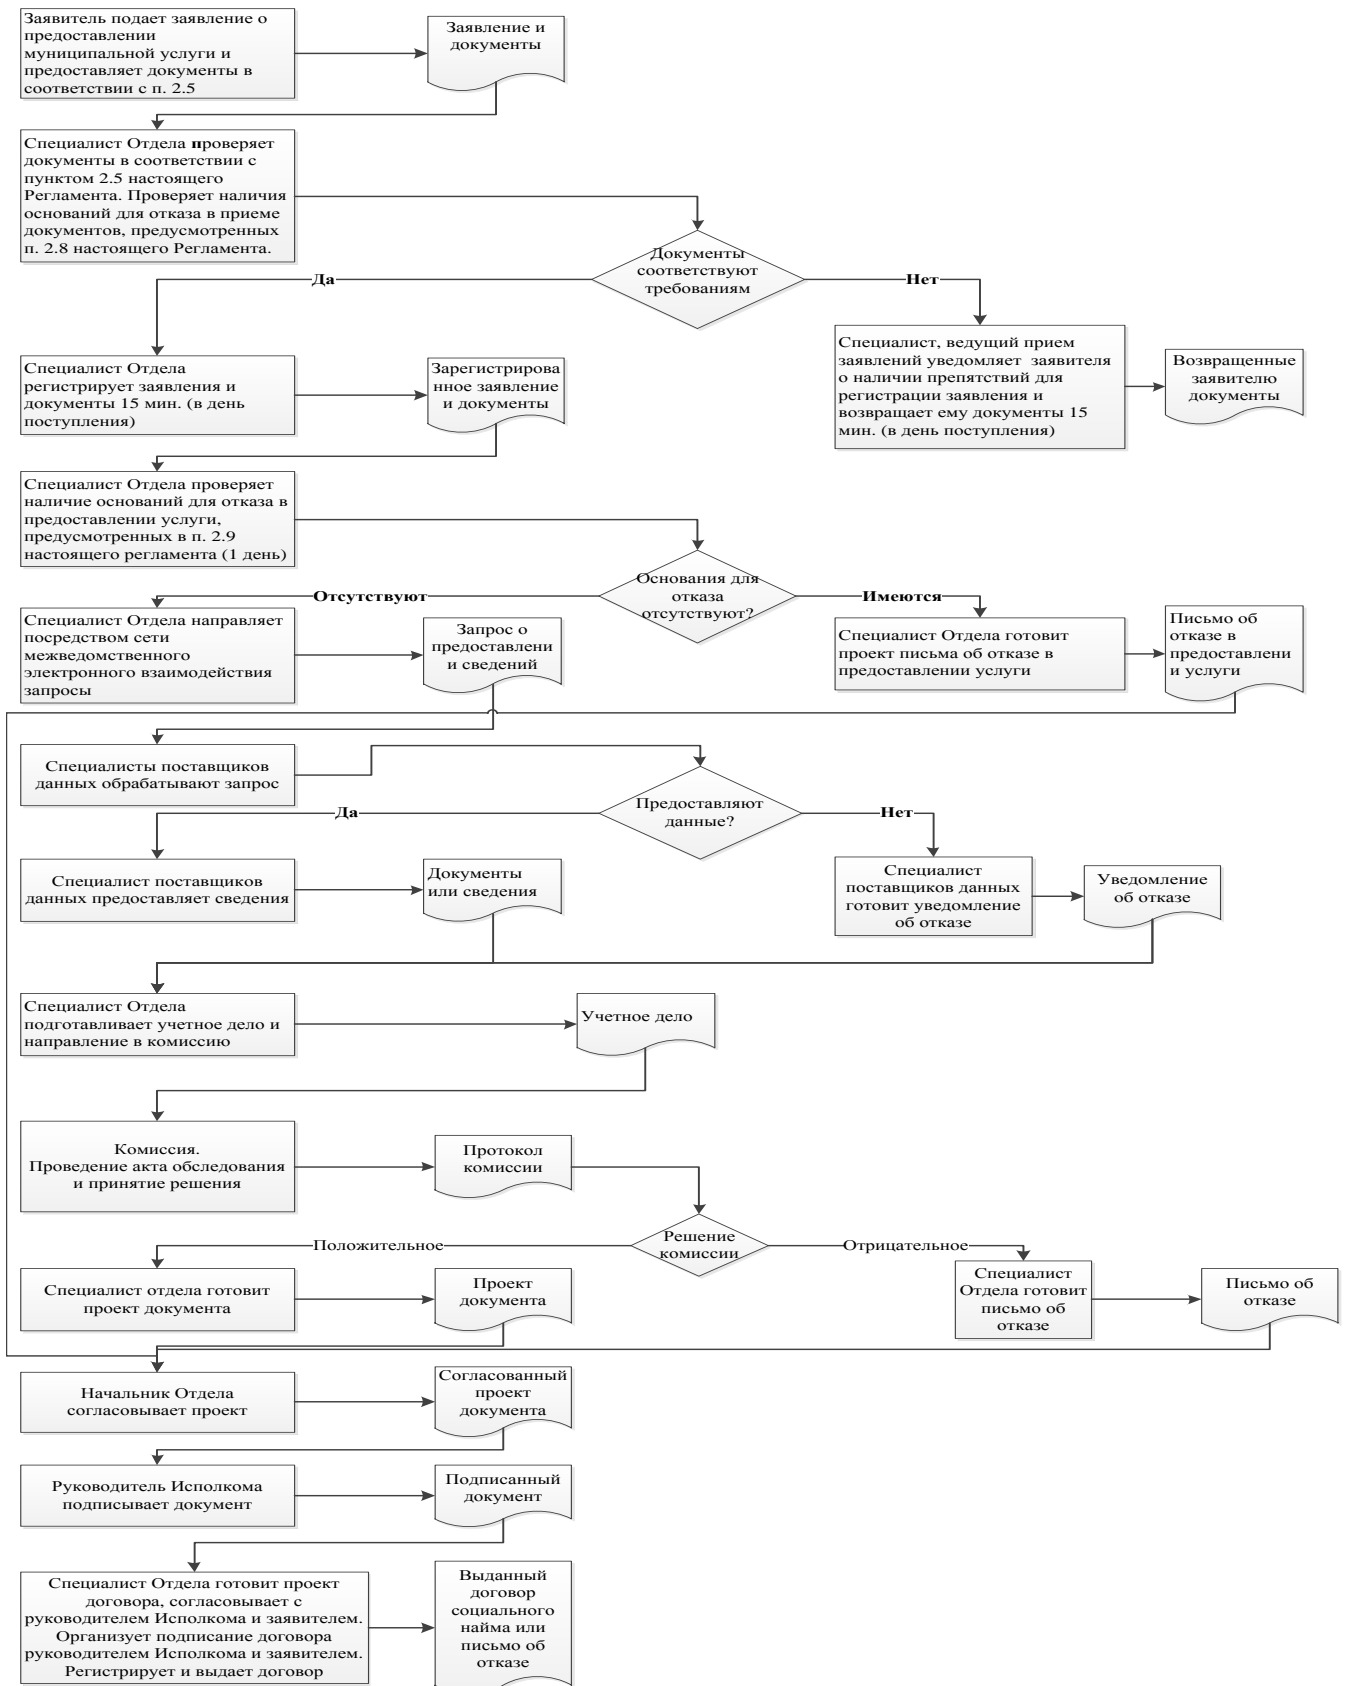 Заявитель подает заявление о
предоставлении
муниципальной услуги и
предоставляет документы в
соответствии с п. 2.5
Заявление и
документы
Специалист Отдела проверяет
документы в соответствии с
пунктом 2.5 настоящего
Регламента. Проверяет наличия
оснований для отказа в приеме
документов, предусмотренных
п. 2.8 настоящего Регламента.
Документы
соответствуют
требованиям
Да
Нет
Специалист Отдела
регистрирует заявления и
документы 15 мин. (в день
поступления)
Зарегистрирова
нное заявление
и документы
Специалист, ведущий прием
заявлений уведомляет заявителя
о наличии препятствий для
регистрации заявления и
возвращает ему документы 15
мин. (в день поступления)
Возвращенные
заявителю
документы
Специалист Отдела проверяет
наличие оснований для отказа в
предоставлении услуги,
предусмотренных в п. 2.9
настоящего регламента (1 день)
Основания для
отказа
отсутствуют?
Отсутствуют
Имеются
Специалист Отдела направляет
посредством сети
межведомственного
электронного взаимодействия
запросы
Запрос о
предоставлени
и сведений
Специалист Отдела готовит
проект письма об отказе в
предоставлении услуги
Письмо об
отказе в
предоставлени
и услуги
Специалисты поставщиков
данных обрабатывают запрос
Предоставляют
данные?
Да
Нет
Специалист поставщиков
данных предоставляет сведения
Документы
или сведения
Специалист
поставщиков данных
готовит уведомление
об отказе
Уведомление
об отказе
Специалист Отдела
подготавливает учетное дело и
направление в комиссию
Учетное дело
Комиссия.
Проведение акта обследования
и принятие решения
Протокол
комиссии
Решение
комиссии
Положительное
Отрицательное
Специалист отдела готовит
проект документа
Проект
документа
Специалист
Отдела готовит
письмо об
отказе
Письмо об
отказе
Начальник Отдела
согласовывает проект
Согласованный
проект
документа
Руководитель Исполкома
подписывает документ
Подписанный
документ
Специалист Отдела готовит проект
договора, согласовывает с
руководителем Исполкома и заявителем.
Организует подписание договора
руководителем Исполкома и заявителем.
Регистрирует и выдает договор
Выданный
договор
социального
найма или
письмо об
отказе